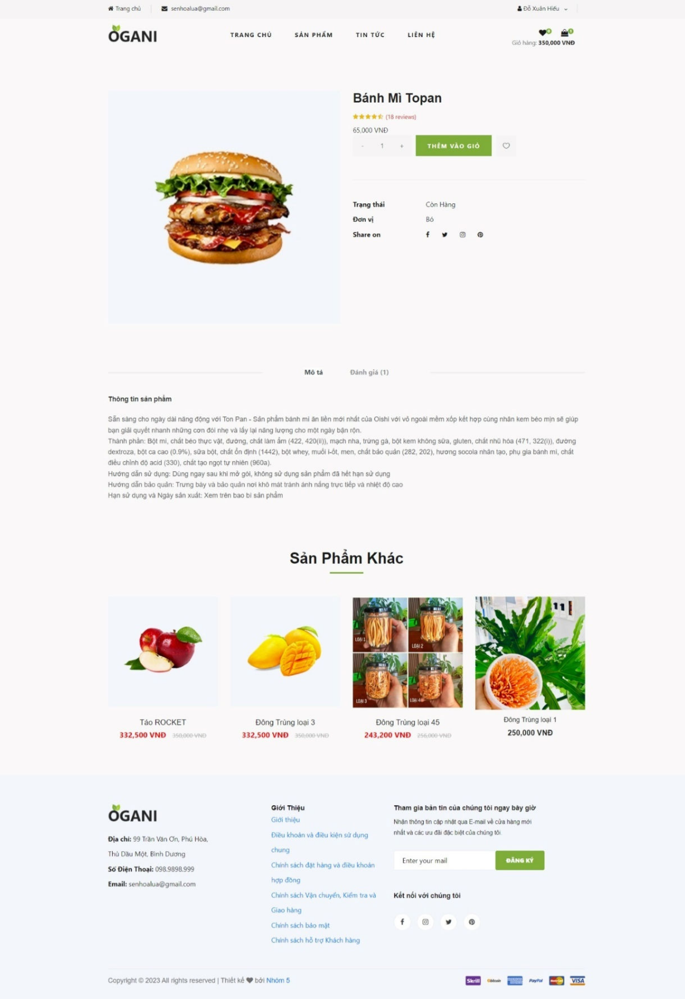 Trang chủ senhoalua@gmail.com Đỗ Xuân Hiếu
OGANI TRANG CHỦ SẢN PHẨM TIN TỨC LIÊN HỆ 0 1
Giỏ hàng: 350,000 VNĐ
Bánh Mì Topan
(18 reviews)
65,000 VNĐ
- 1 + THÊM VÀO GIỎ
Trạng thái Còn Hàng
Đơn vị Bó
Share on
Mô tả Đánh giá (1)
Thông tin sản phẩm
Sẵn sàng cho ngày dài năng động với Ton Pan - Sản phẩm bánh mì ăn liền mới nhất của Oishi với vỏ ngoài mềm xốp kết hợp cùng nhân kem béo mịn sẽ giúp
bạn giải quyết nhanh những cơn đói nhẹ và lấy lại năng lượng cho một ngày bận rộn.
Thành phần: Bột mì, chất béo thực vật, đường, chất làm ẩm (422, 420(ii)), mạch nha, trứng gà, bột kem không sữa, gluten, chất nhũ hóa (471, 322(i)), đường
dextroza, bột ca cao (0.9%), sữa bột, chất ổn định (1442), bột whey, muối i-ốt, men, chất bảo quản (282, 202), hương socola nhân tạo, phụ gia bánh mì, chất
điều chỉnh độ acid (330), chất tạo ngọt tự nhiên (960a).
Hướng dẫn sử dụng: Dùng ngay sau khi mở gói, không sử dụng sản phẩm đã hết hạn sử dụng
Hướng dẫn bảo quản: Trưng bày và bảo quản nơi khô mát tránh ánh nắng trực tiếp và nhiệt độ cao
Hạn sử dụng và Ngày sản xuất: Xem trên bao bì sản phẩm
Sản Phẩm Khác
LOẠI 1 LOẠI 2
LOẠI 3 LOẠI 4
Táo ROCKET
332,500 VNĐ 350,000 VNĐ
Đông Trùng loại 3
332,500 VNĐ 350,000 VNĐ
Đông Trùng loại 45
243,200 VNĐ 256,000 VNĐ
Đông Trùng loại 1
250,000 VNĐ
OGANI
Địa chỉ: 99 Trần Văn Ơn, Phú Hòa,
Thủ Dầu Một, Bình Dương
Số Điện Thoại: 098.9898.999
Email: senhoalua@gmail.com
Giới Thiệu
Giới thiệu
Điều khoản và điều kiện sử dụng
chung
Chính sách đặt hàng và điều khoản
hợp đồng
Chính sách Vận chuyển, Kiểm tra và
Giao hàng
Chính sách bảo mật
Chính sách hỗ trợ Khách hàng
Tham gia bản tin của chúng tôi ngay bây giờ
Nhận thông tin cập nhật qua E-mail về cửa hàng mới
nhất và các ưu đãi đặc biệt của chúng tôi.
Enter your mail ĐĂNG KÝ
Kết nối với chúng tôi
Copyright © 2023 All rights reserved | Thiết kế bởi Nhóm 5
Skrill bitcoin PayPal VISA